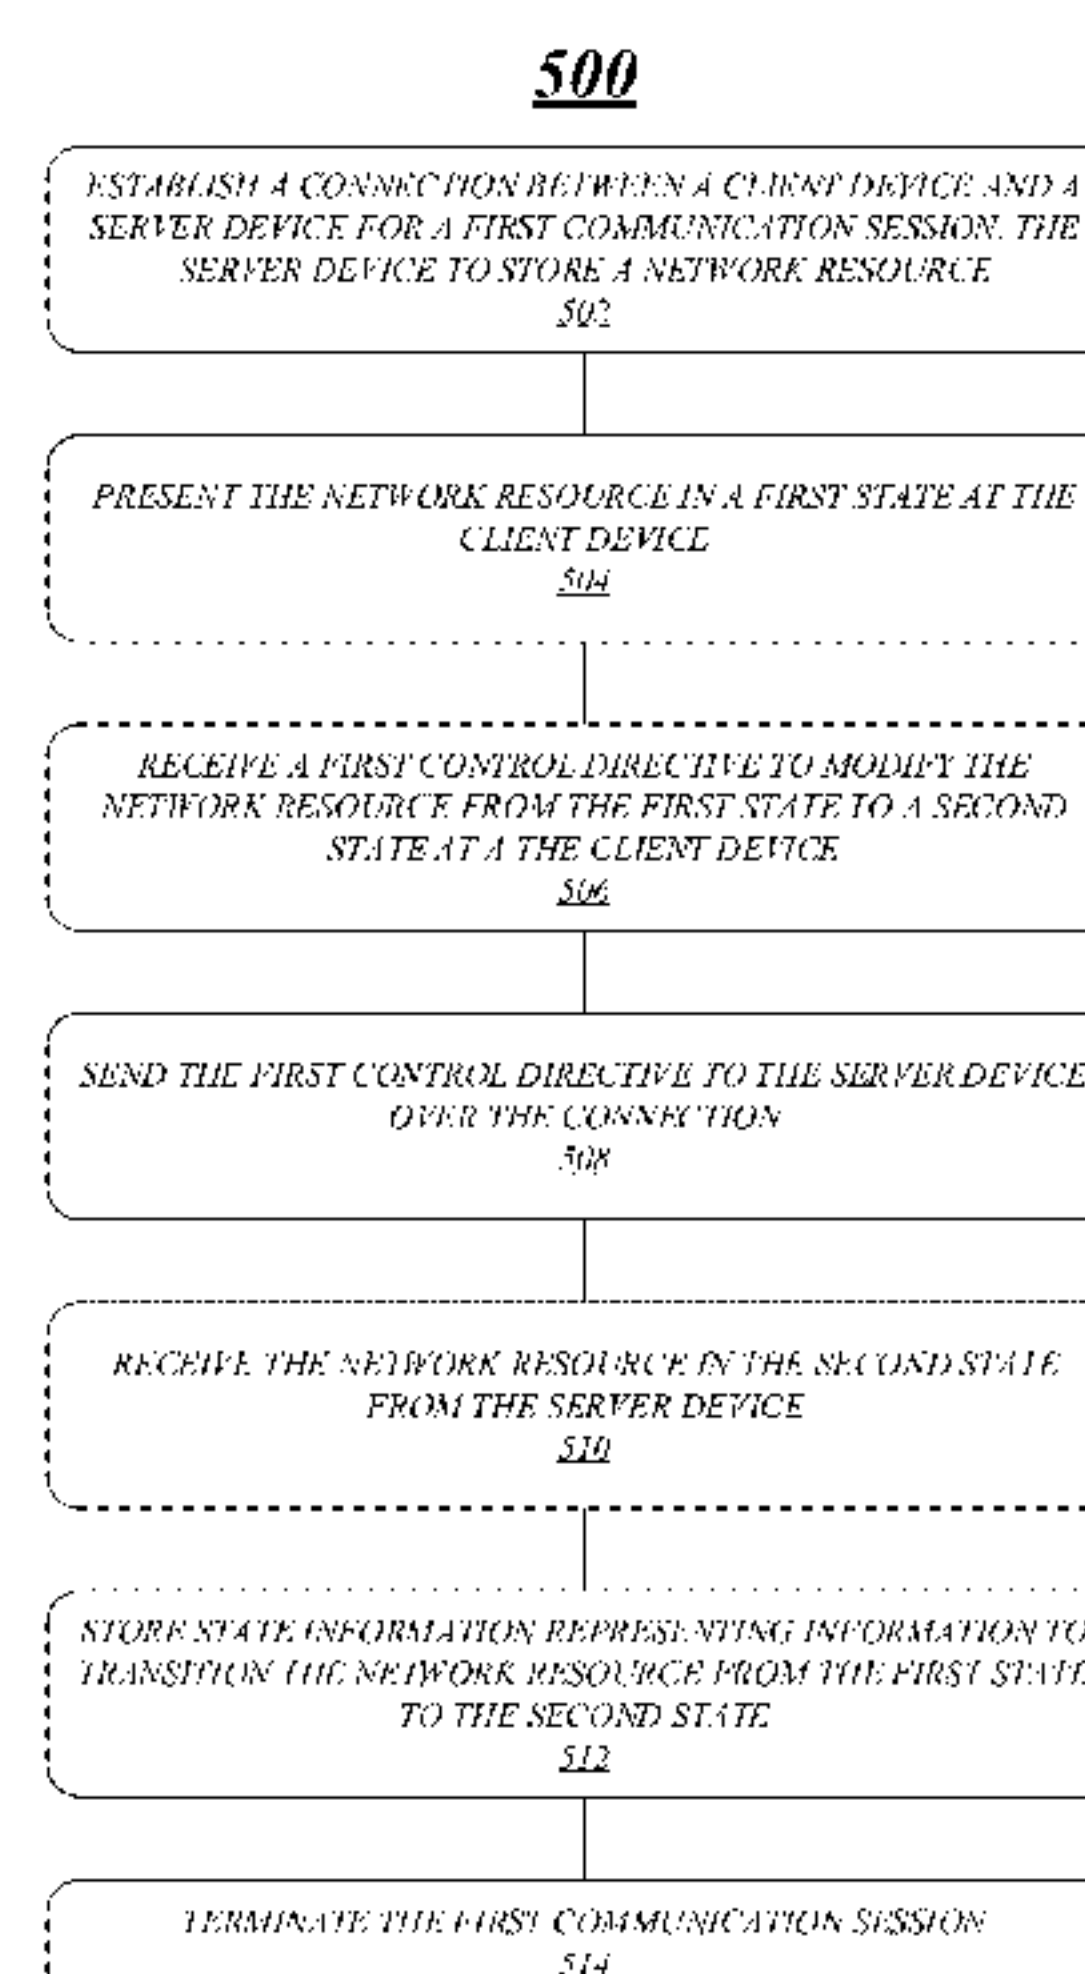 500
ESTABLISH A CONNECTION BETWEEN A CLIENT DEVICE AND A
SERVER DEVICE FOR A FIRST COMMUNICATION SESSION, THE
SERVER DEVICE TO STORE A NETWORK RESOURCE
502
PRESENT THE NETWORK RESOURCE IN A FIRST STATE AT THE
CLIENT DEVICE
504
RECEIVE A FIRST CONTROL DIRECTIVE TO MODIFY THE
NETWORK RESOURCE FROM THE FIRST STATE TO A SECOND
STATE AT A THE CLIENT DEVICE
506
SEND THE FIRST CONTROL DIRECTIVE TO THE SERVER DEVICE
OVER THE CONNECTION
508
RECEIVE THE NETWORK RESOURCE IN THE SECOND STATE
FROM THE SERVER DEVICE
510
STORE STATE INFORMATION REPRESENTING INFORMATION TO
TRANSITION THE NETWORK RESOURCE FROM THE FIRST STATE
TO THE SECOND STATE
512
TERMINATE THE FIRST COMMUNICATION SESSION
514